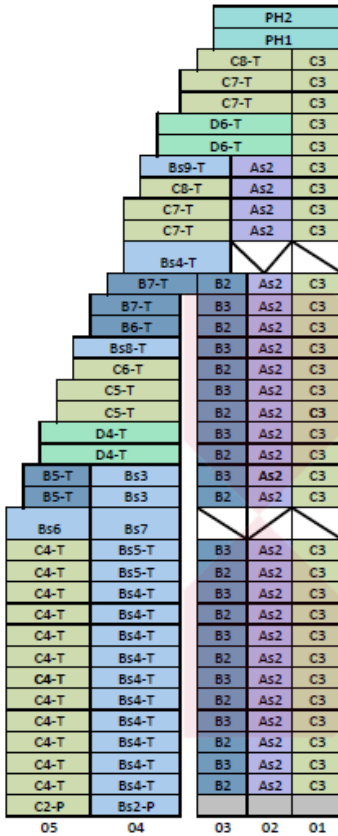 PH2
PH1
C8-T C3
C7-T C3
C7-T C3
D6-T C3
D6-T C3
Bs9-T As2 C3
C8-T As2 C3
C7-T As2 C3
C7-T As2 C3
Bs4-T
B7-T B2 As2 C3
B7-T B3 As2 C3
B6-T B2 As2 C3
Bs8-T B3 As2 C3
C6-T B2 As2 C3
C5-T B3 As2 C3
C5-T B2 As2 C3
D4-T B3 As2 C3
D4-T B2 As2 C3
B5-T Bs3 B3 As2 C3
B5-T Bs3 B2 As2 C3
Bs6 Bs7
C4-T Bs5-T B3 As2 C3
C4-T Bs5-T B2 As2 C3
C4-T Bs4-T B3 As2 C3
C4-T Bs4-T B2 As2 C3
C4-T Bs4-T B3 As2 C3
C4-T Bs4-T B2 As2 C3
C4-T Bs4-T B3 As2 C3
C4-T Bs4-T B2 As2 C3
C4-T Bs4-T B3 As2 C3
C4-T Bs4-T B2 As2 C3
C4-T Bs4-T B3 As2 C3
C4-T Bs4-T B2 As2 C3
C2-P Bs2-P
05 04 03 02 01